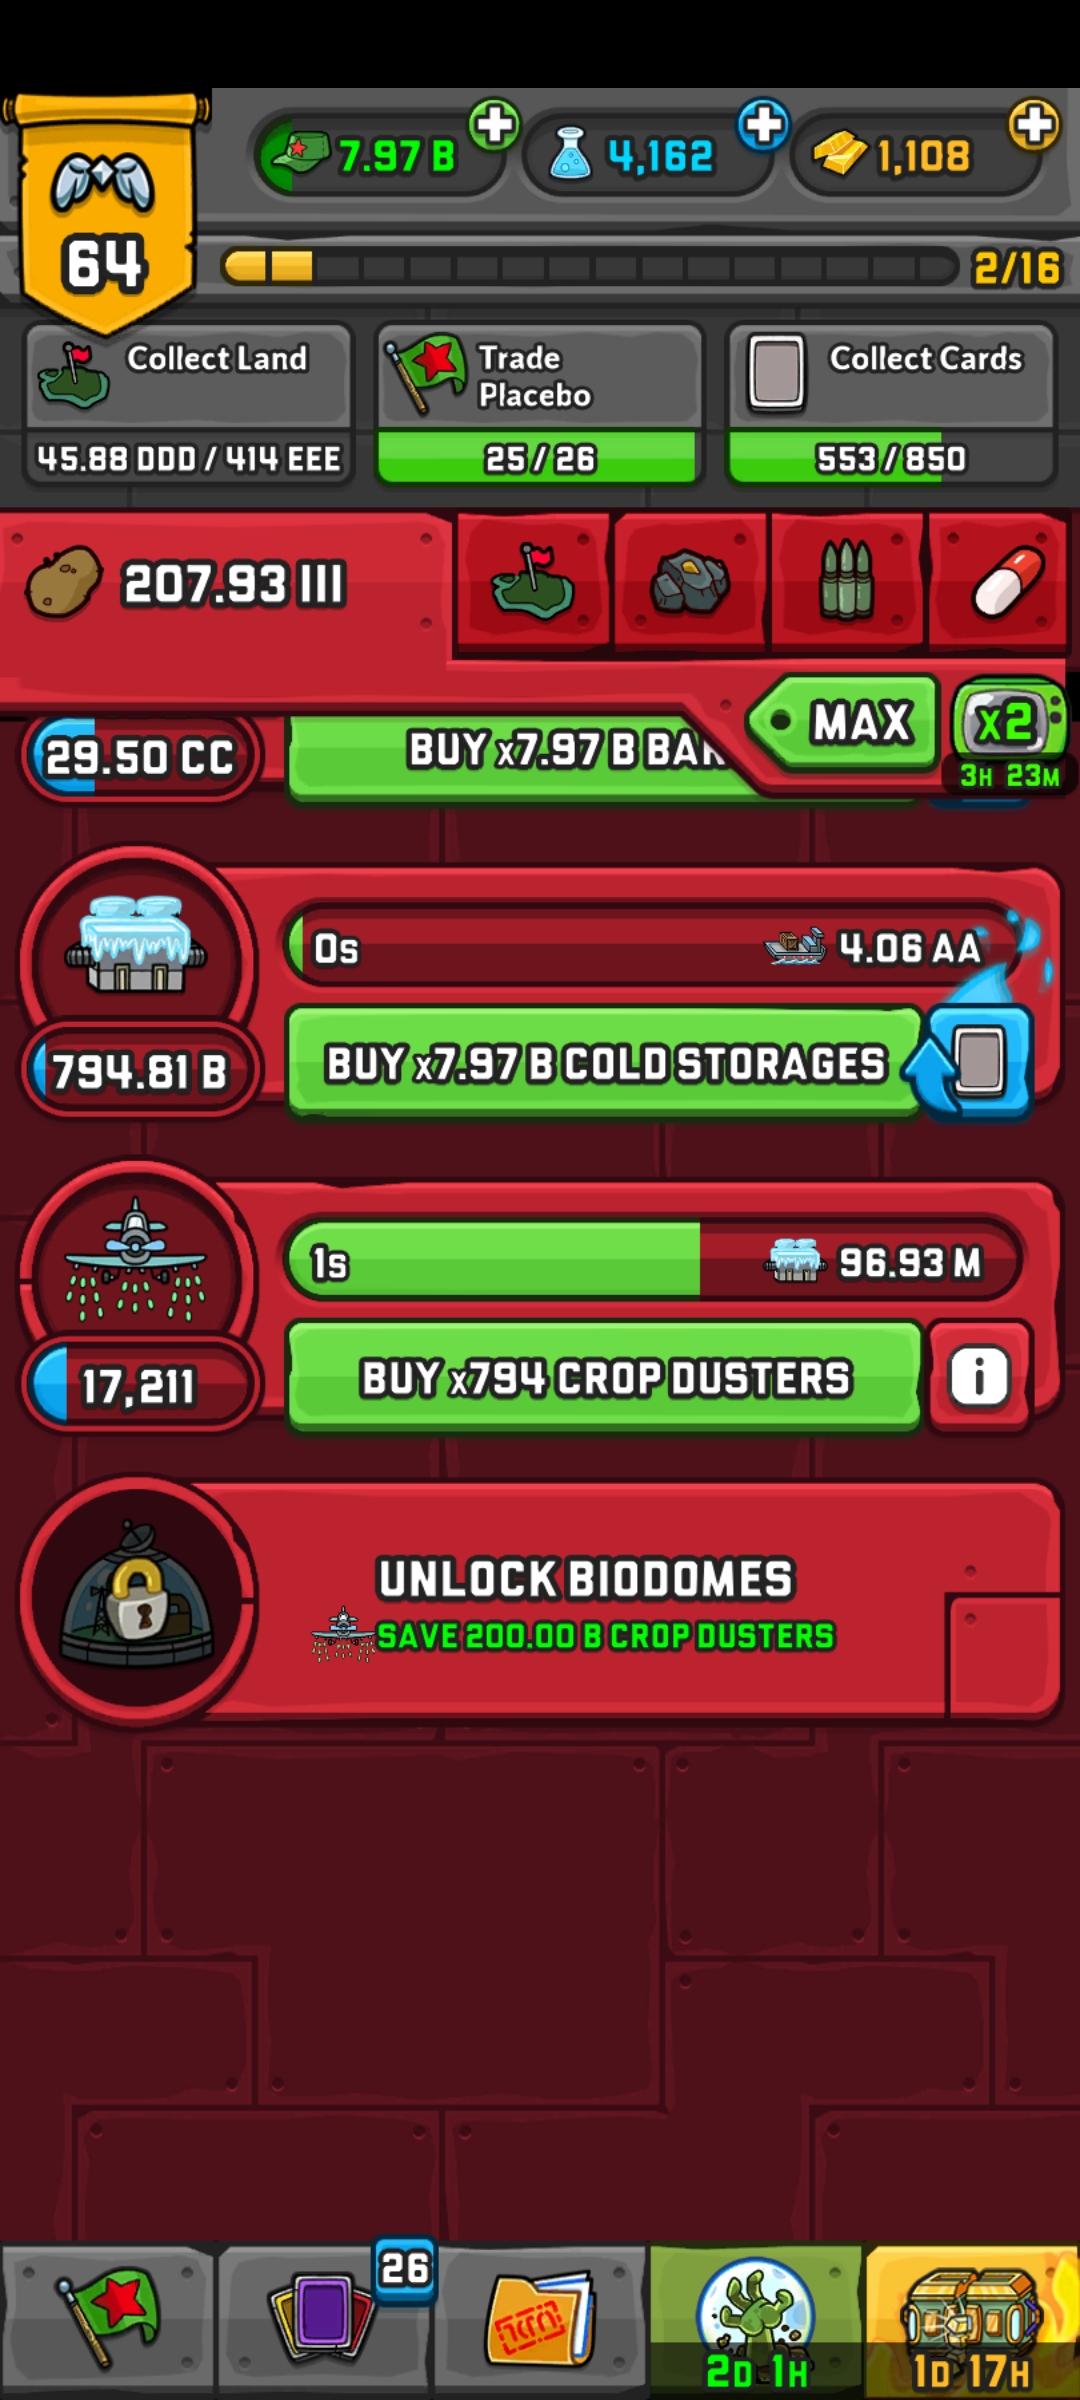 7.97 B
4,162
1,108
64
2/16
Collect Land
45.88 DDD / 414 EEE
Trade
Placebo
25 / 26
Collect Cards
553 / 850
207.93 III
MAX
x2
3H 23M
29.50 CC
BUY x7.97 B
0s
4.06 AA
794.81 B
BUY x7.97 B COLD STORAGES
1s
96.93 M
17,211
BUY x794 CROP DUSTERS
i
UNLOCK BIODOMES
SAVE 200.00 B CROP DUSTERS
26
2D 1H
1D 17H